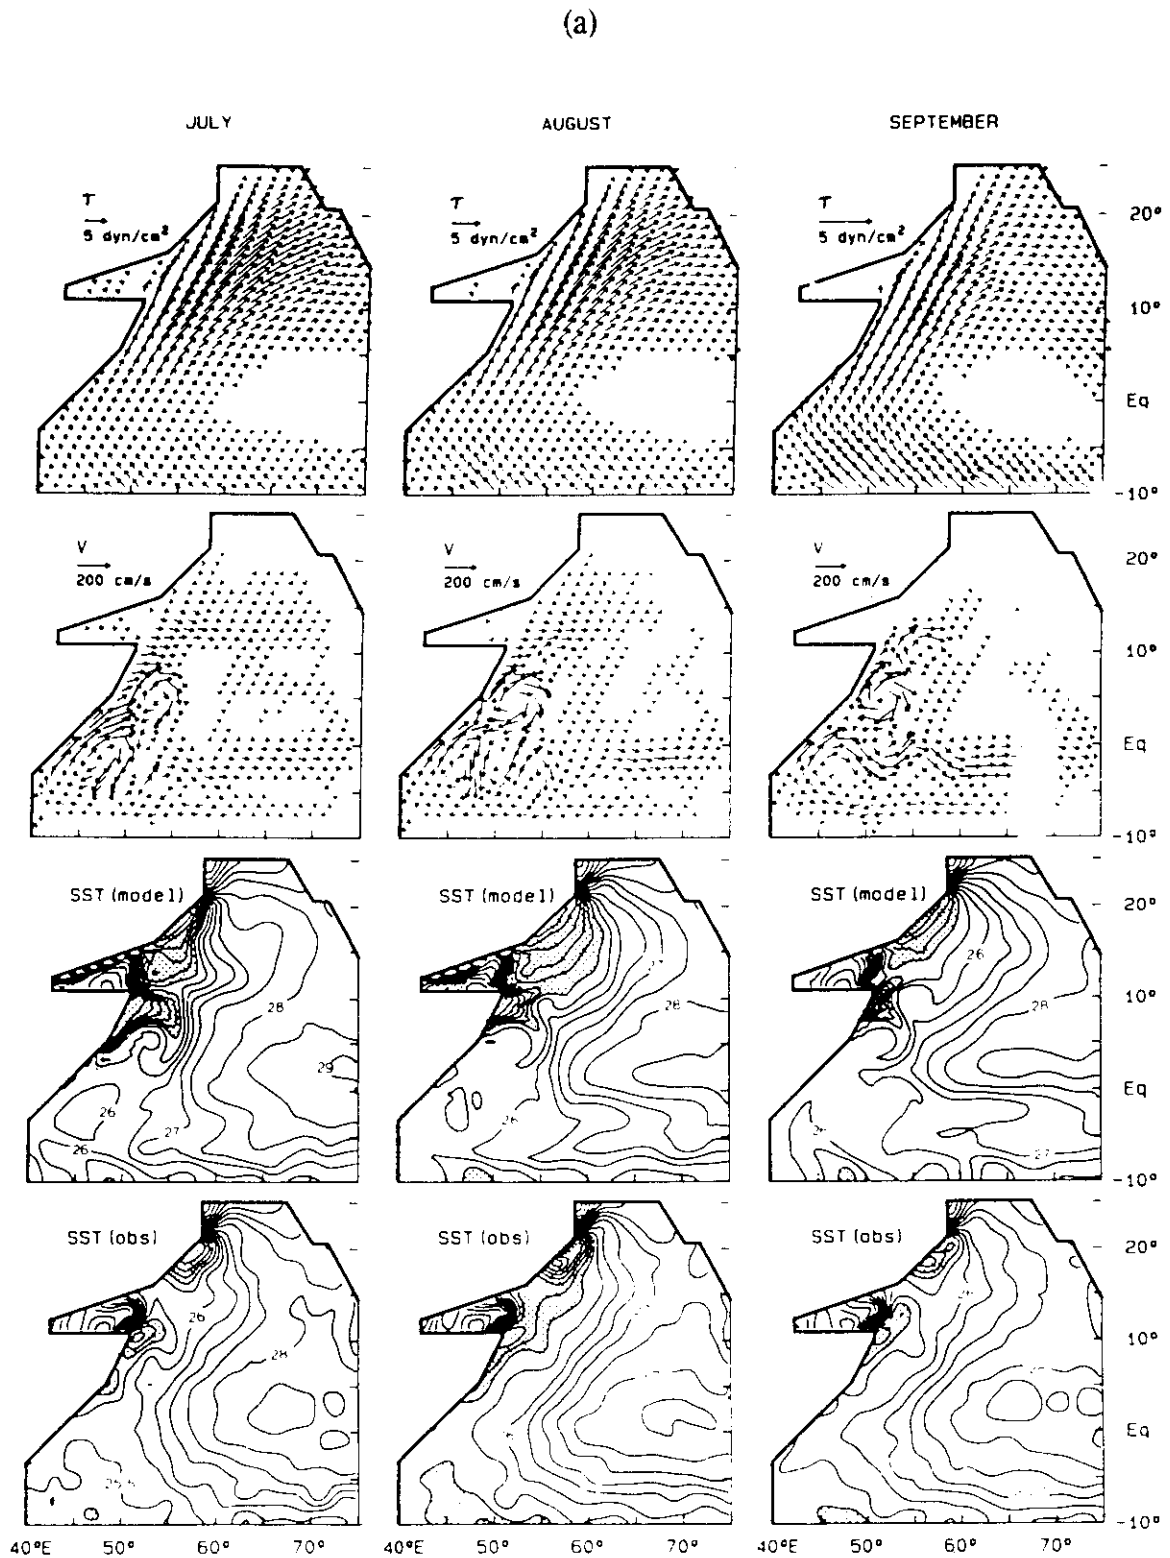 (a)
JULY AUGUST SEPTEMBER
τ τ τ
5 dyn/cm² 5 dyn/cm² 5 dyn/cm²
20°
10°
Eq
-10°
V V V
200 cm/s 200 cm/s 200 cm/s
20°
10°
Eq
-10°
SST (model) SST (model) SST (model)
20°
27 26
10°
28 28 28
29
Eq
26 26
27 26 27
-10°
SST (obs) SST (obs) SST (obs)
20°
26 26
10°
28
Eq
-10°
40°E 50° 60° 70° 40°E 50° 60° 70° 40°E 50° 60° 70°